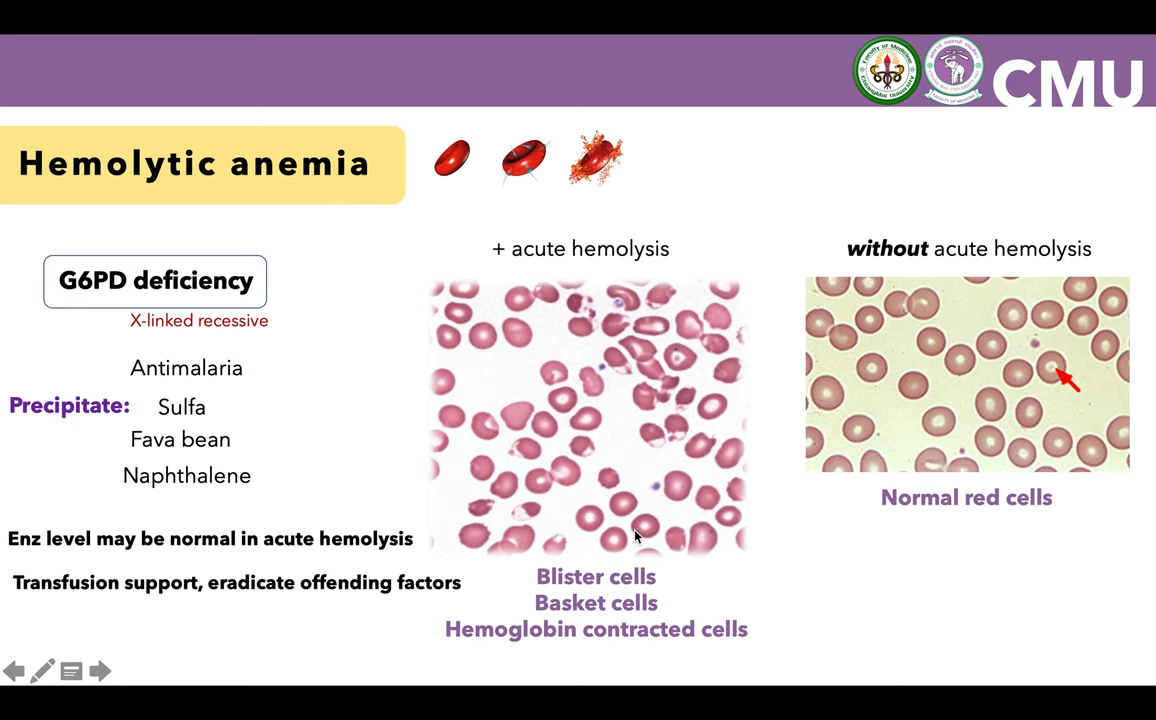 CMU
Hemolytic anemia
G6PD deficiency
X-linked recessive
Antimalaria
Precipitate: Sulfa
Fava bean
Naphthalene
Enz level may be normal in acute hemolysis
Transfusion support, eradicate offending factors
+ acute hemolysis
Blister cells
Basket cells
Hemoglobin contracted cells
without acute hemolysis
Normal red cells